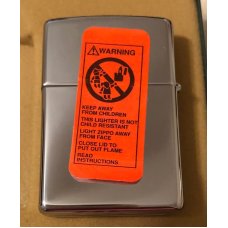 WARNING
KEEP AWAY
FROM CHILDREN
THIS LIGHTER IS NOT
CHILD RESISTANT
LIGHT ZIPPO AWAY
FROM FACE
CLOSE LID TO
PUT OUT FLAME
READ
INSTRUCTIONS